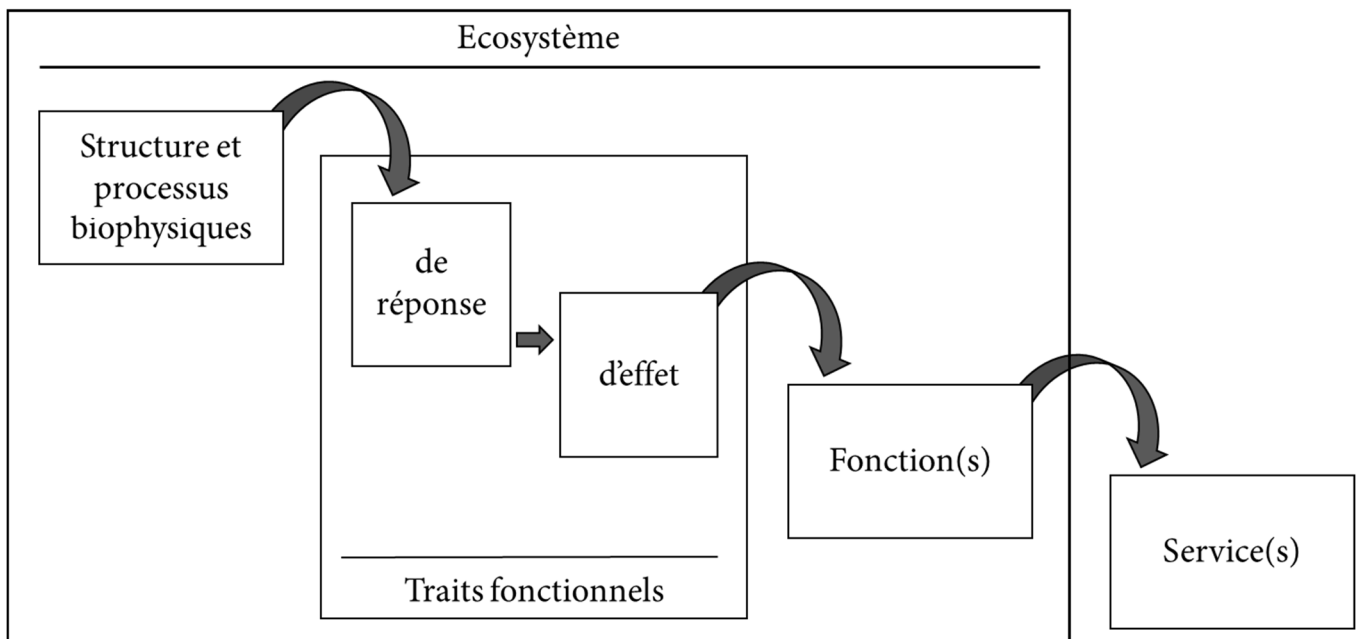 Ecosystème
Structure et
processus
biophysiques
de
réponse
d'effet
Fonction(s)
Service(s)
Traits fonctionnels